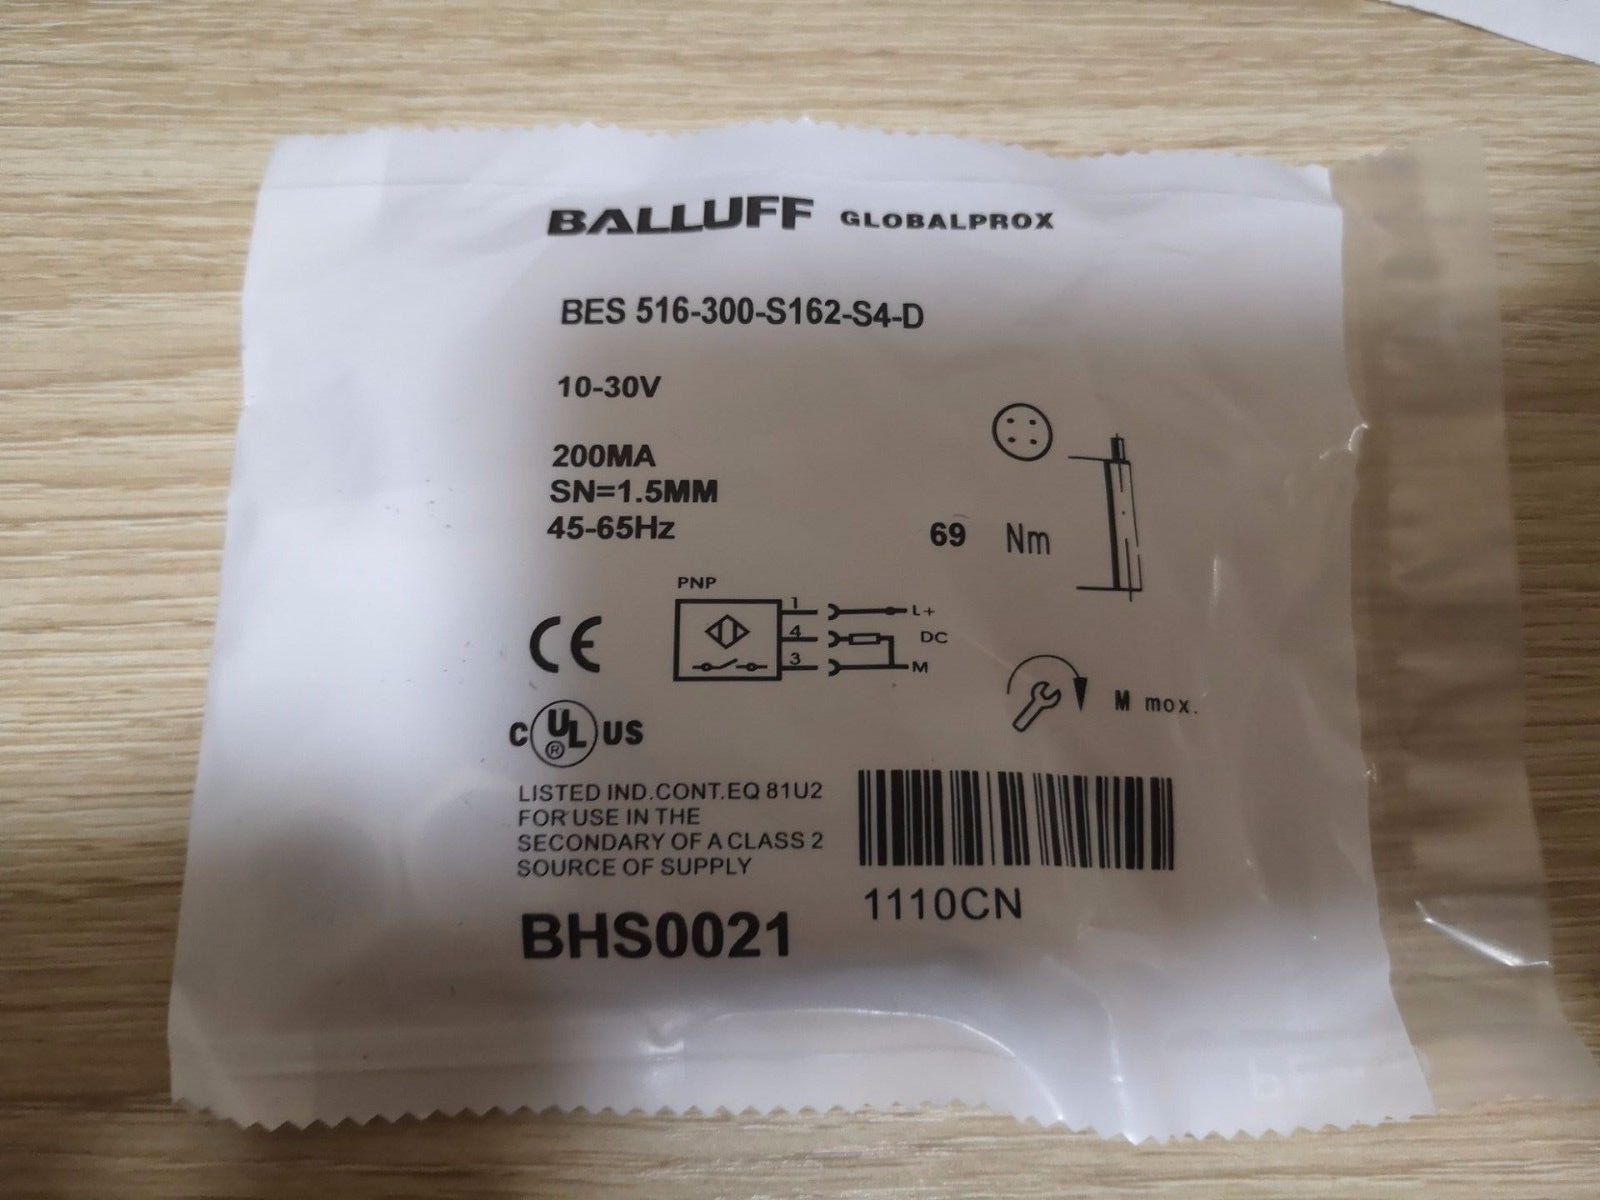 BALLUFF GLOBALPROX
BES 516-300-S162-S4-D
10-30V
200MA
SN=1.5MM
45-65Hz
69 Nm
PNP
1 L+
4 DC
3 M
CE
M mox.
C UL ® US
LISTED IND.CONT.EQ 81U2
FOR USE IN THE
SECONDARY OF A CLASS 2
SOURCE OF SUPPLY
1110CN
BHS0021